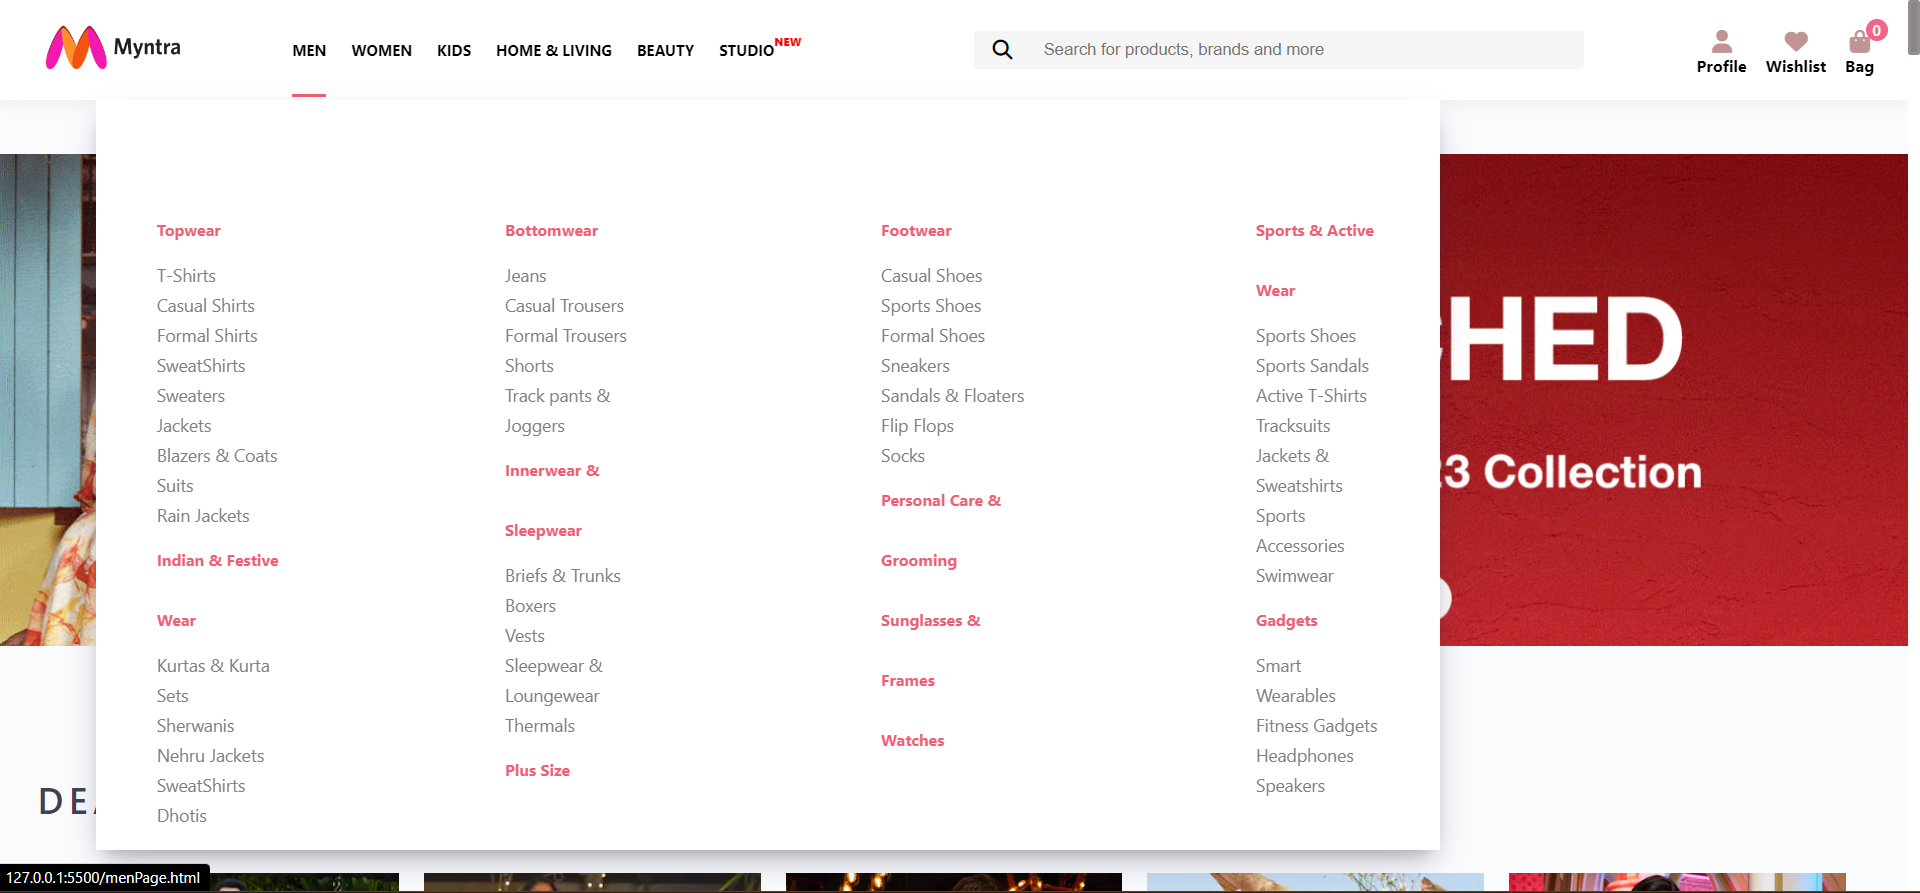 Myntra
MEN WOMEN KIDS HOME & LIVING BEAUTY STUDIO NEW
Search for products, brands and more
0
Profile Wishlist Bag
Topwear
T-Shirts
Casual Shirts
Formal Shirts
SweatShirts
Sweaters
Jackets
Blazers & Coats
Suits
Rain Jackets
Indian & Festive
Wear
Kurtas & Kurta
Sets
Sherwanis
Nehru Jackets
SweatShirts
Dhotis
Bottomwear
Jeans
Casual Trousers
Formal Trousers
Shorts
Track pants &
Joggers
Innerwear &
Sleepwear
Briefs & Trunks
Boxers
Vests
Sleepwear &
Loungewear
Thermals
Plus Size
Footwear
Casual Shoes
Sports Shoes
Formal Shoes
Sneakers
Sandals & Floaters
Flip Flops
Socks
Personal Care &
Grooming
Sunglasses &
Frames
Watches
Sports & Active
Wear
Sports Shoes
Sports Sandals
Active T-Shirts
Tracksuits
Jackets &
Sweatshirts
Sports
Accessories
Swimwear
Gadgets
Smart
Wearables
Fitness Gadgets
Headphones
Speakers
HED
23 Collection
DE
127.0.0.1:5500/menPage.html